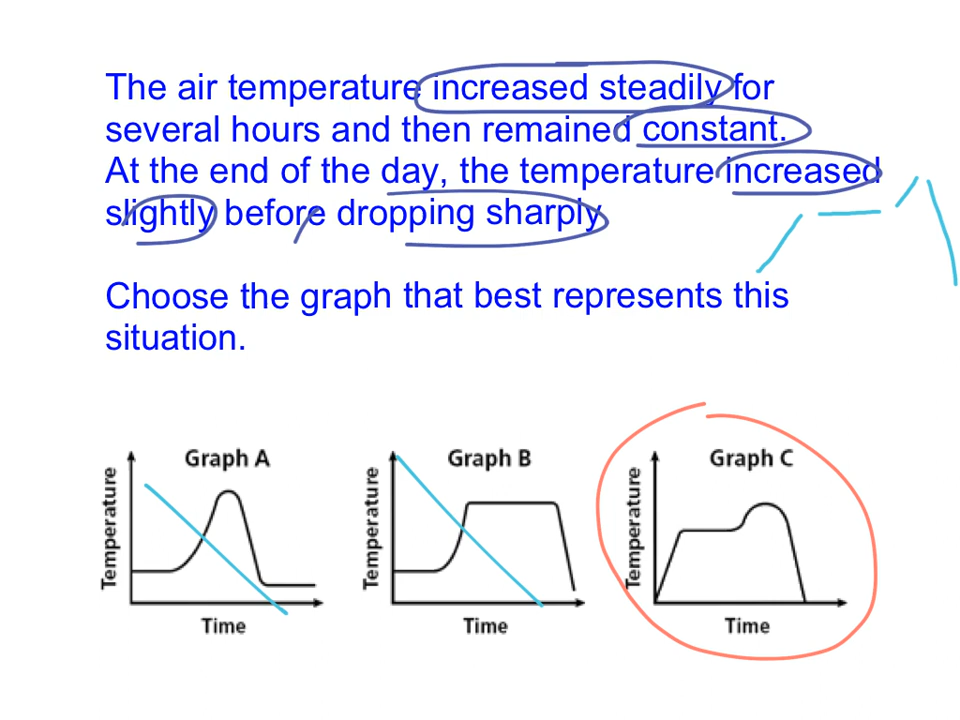 The air temperature increased steadily for
several hours and then remained constant.
At the end of the day, the temperature increased
slightly before dropping sharply
Choose the graph that best represents this
situation.
Graph A
Temperature
Time
Graph B
Temperature
Time
Graph C
Temperature
Time